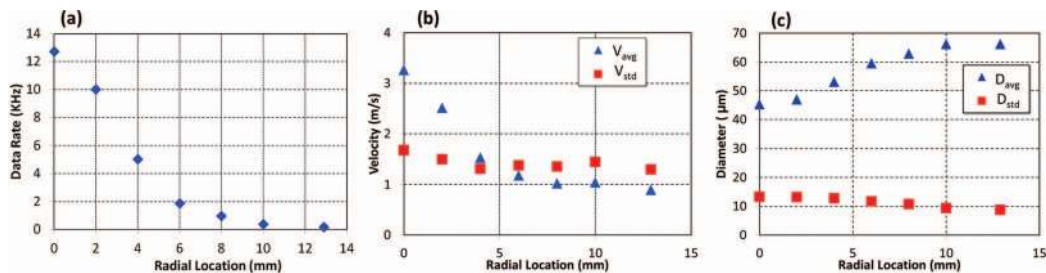 (a)
14
12
10
8
6
4
2
0
Data Rate (KHz)
0 2 4 6 8 10 12 14
Radial Location (mm)
(b)
4
3
2
1
0
Velocity (m/s)
Vavg
Vstd
0 5 10 15
Radial Location (mm)
(c)
70
60
50
40
30
20
10
0
Diameter ( μm)
Davg
Dstd
0 5 10 15
Radial Location (mm)